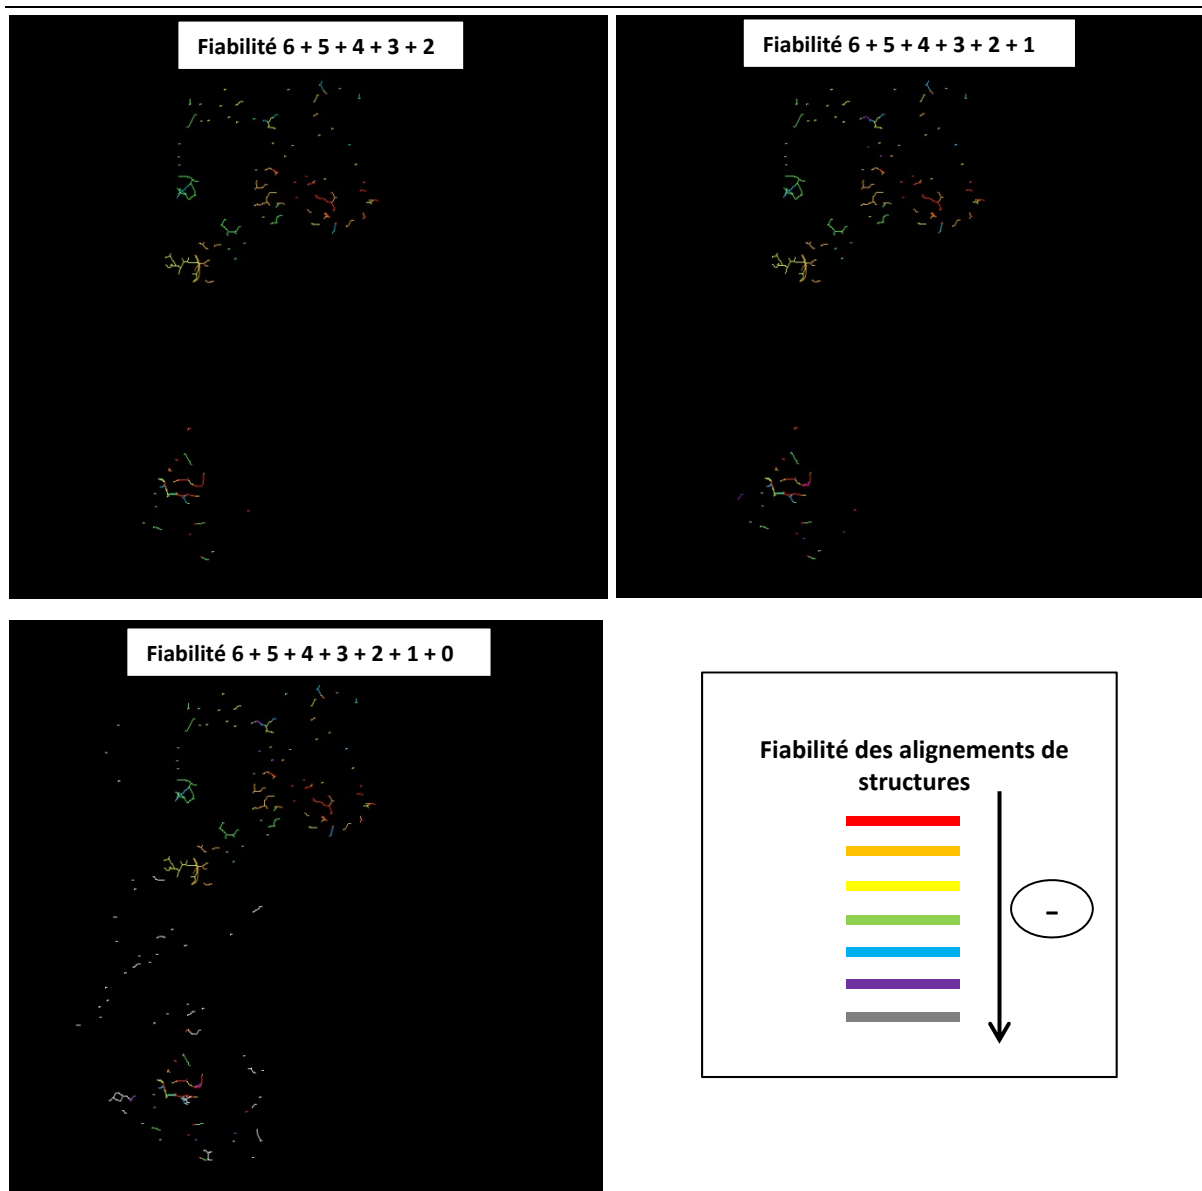 Fiabilité 6 + 5 + 4 + 3 + 2
Fiabilité 6 + 5 + 4 + 3 + 2 + 1
Fiabilité 6 + 5 + 4 + 3 + 2 + 1 + 0
Fiabilité des alignements de
structures
-